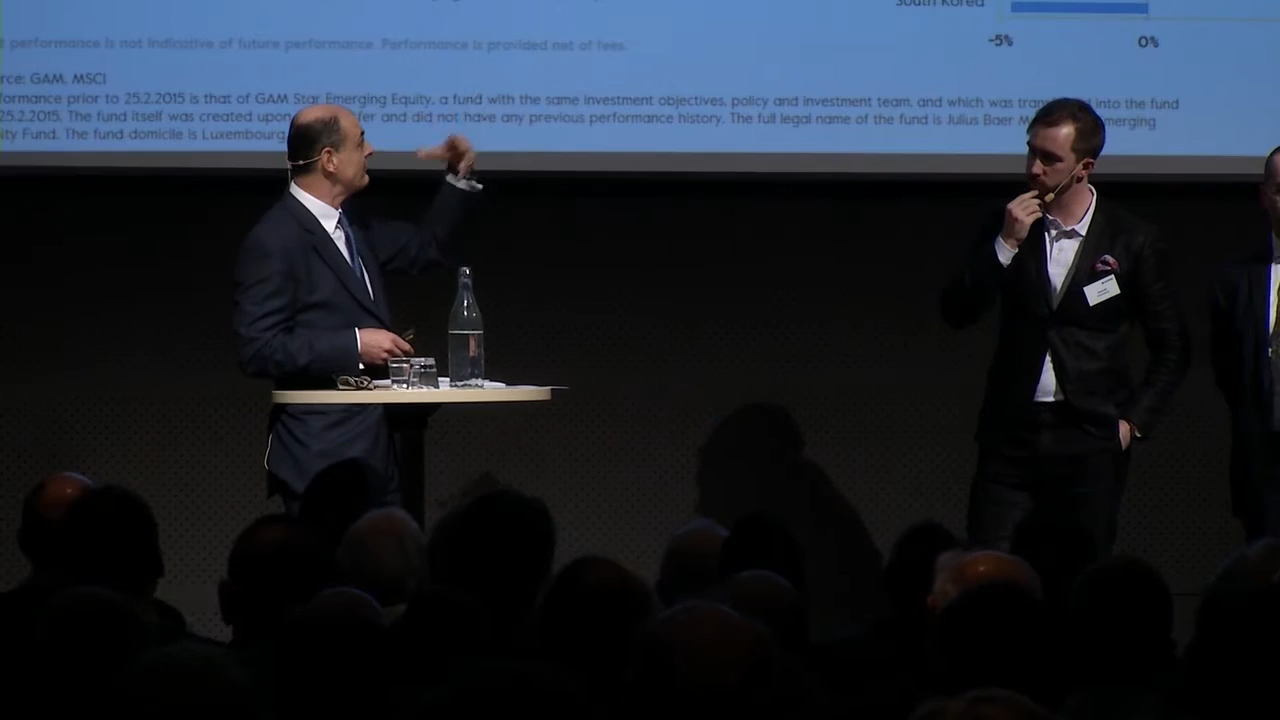 South Korea
-5% 0%
performance is not indicative of future performance. Performance is provided net of fees.
rce: GAM, MSCI
formance prior to 25.2.2015 is that of GAM Star Emerging Equity, a fund with the same investment objectives, policy and investment team, and which was into the fund
25.2.2015. The fund itself was created upon fer and did not have any previous performance history. The full legal name of the fund is Julius Baer M merging
ity Fund. The fund domicile is Luxembourg